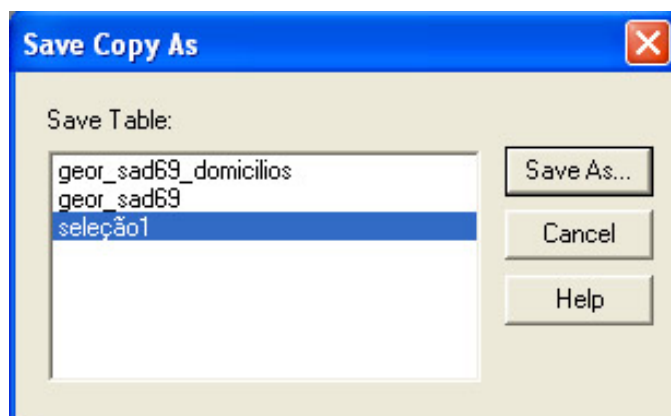 Save Copy As
Save Table:
geor_sad69_domicilios
geor_sad69
seleção1
Save As...
Cancel
Help